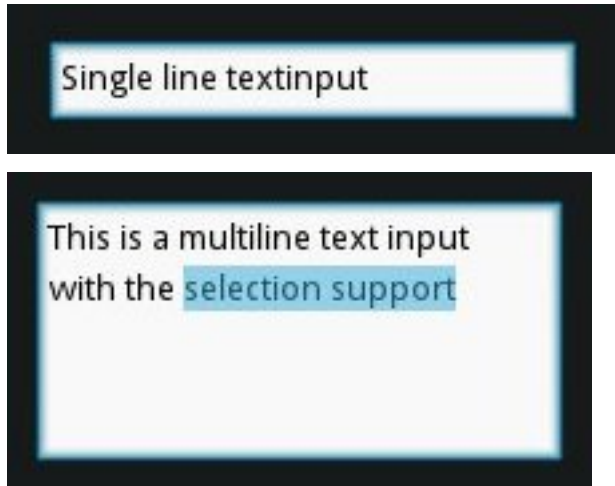 Single line textinput
This is a multiline text input
with the selection support